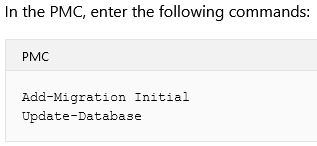 In the PMC, enter the following commands:
PMC
Add-Migration Initial
Update-Database